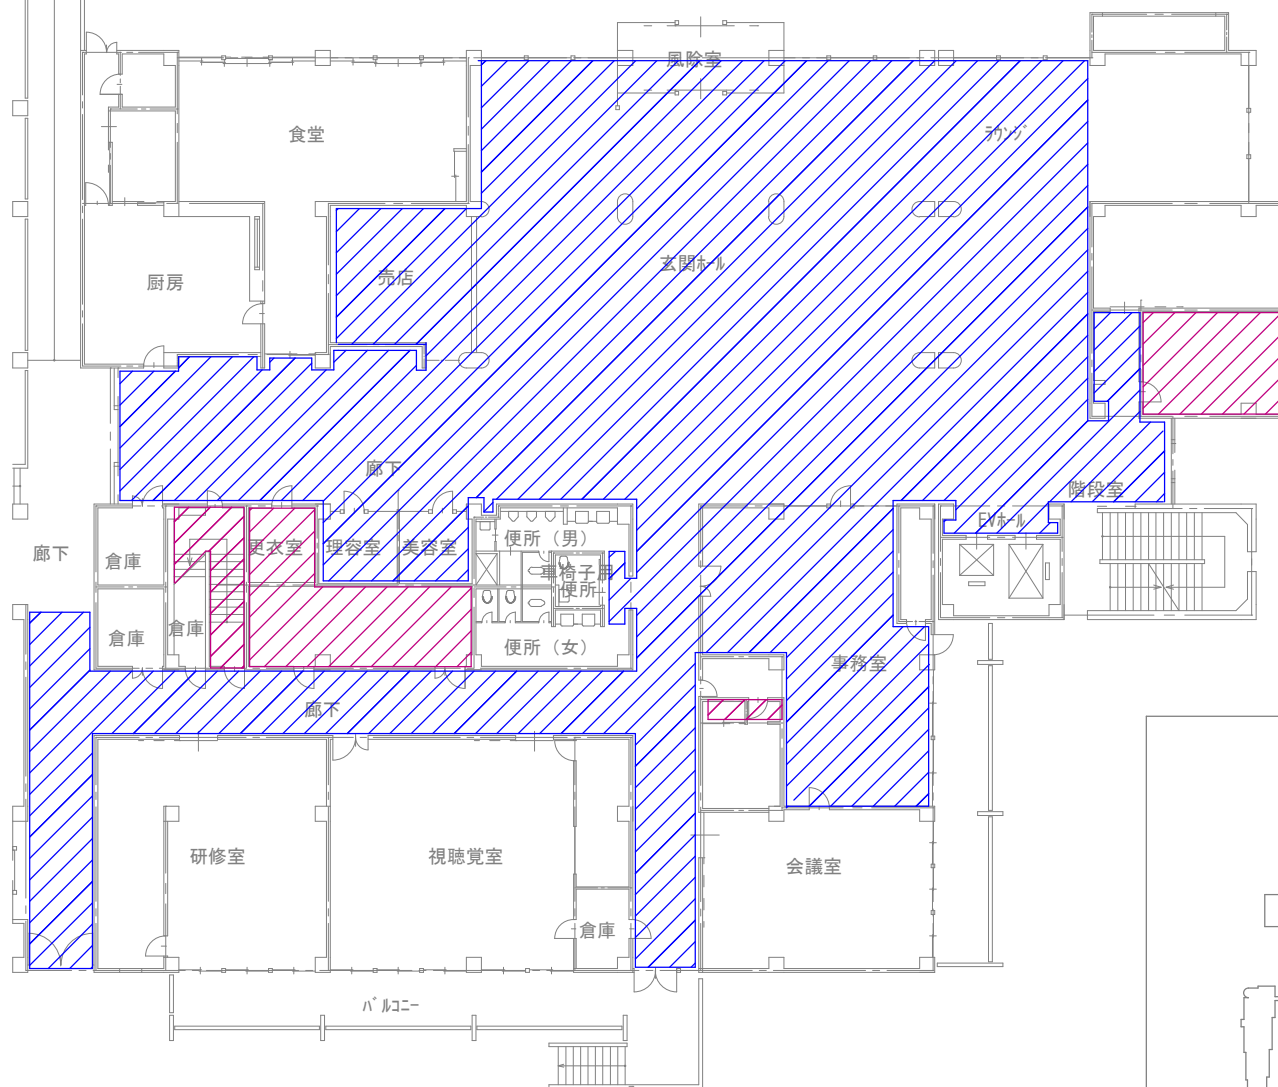 風除室
食堂
ﾗｳﾝｼﾞ
玄関ﾎｰﾙ
売店
厨房
廊下
階段室
EVﾎｰﾙ
便所（男）
更衣室
理容室
美容室
廊下
倉庫
車椅子用
便所
倉庫
倉庫
便所（女）
事務室
廊下
研修室
視聴覚室
会議室
倉庫
ﾊﾞﾙｺﾆｰ